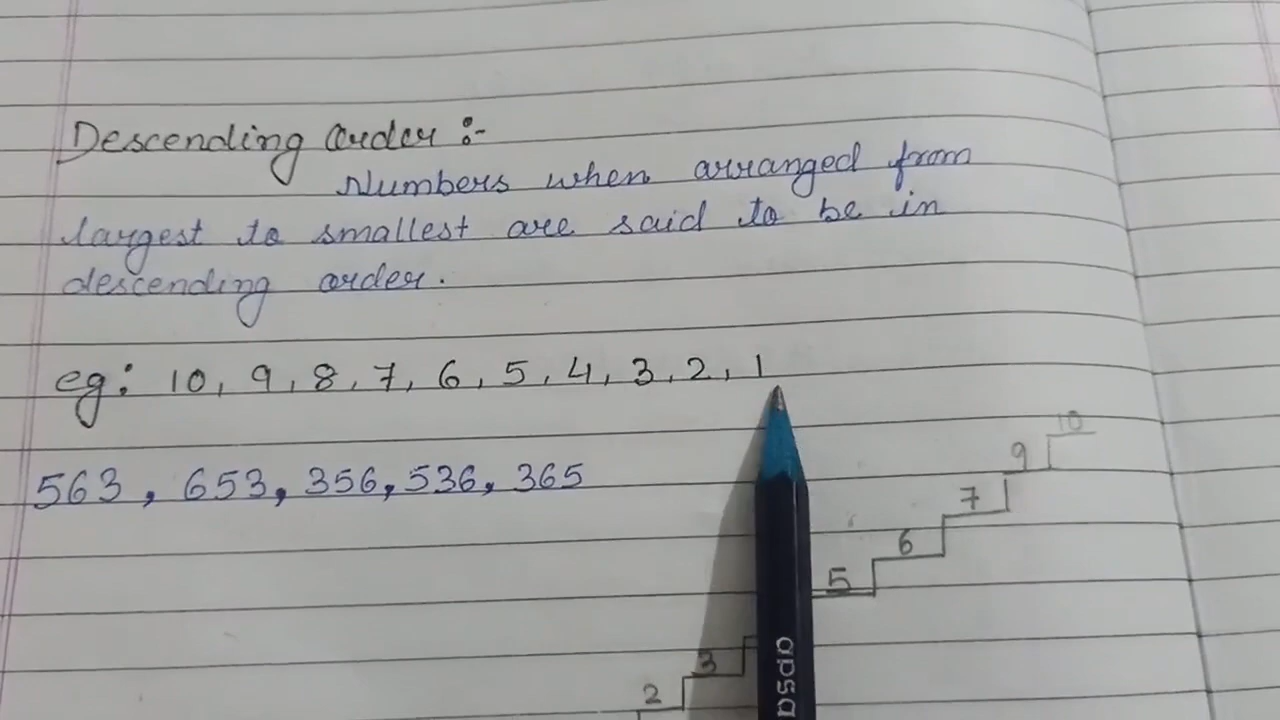 Descending Order :-
Numbers when arranged from
largest to smallest are said to be in
descending order.
eg: 10, 9, 8, 7, 6, 5, 4, 3, 2, 1
563, 653, 356, 536, 365
10
9
7
6
5
3
2
apsa